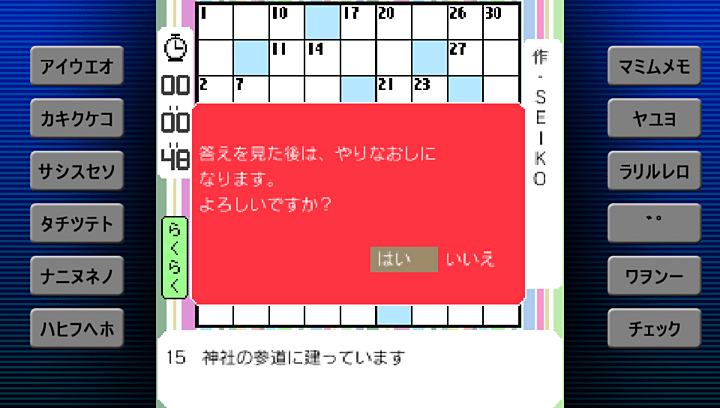 アイウエオ
カキクケコ
サシスセソ
タチツテト
ナニヌネノ
ハヒフヘホ
00
00
48
らくらく
1 10 17 20 26 30
11 14 27
2 7 21 23
答えを見た後は、やりなおしに
なります。
よろしいですか？
はい いいえ
15 神社の参道に建っています
作-SEIKO
マミムメモ
ヤユヨ
ラリルレロ
゛゜
ワヲンー
チェック